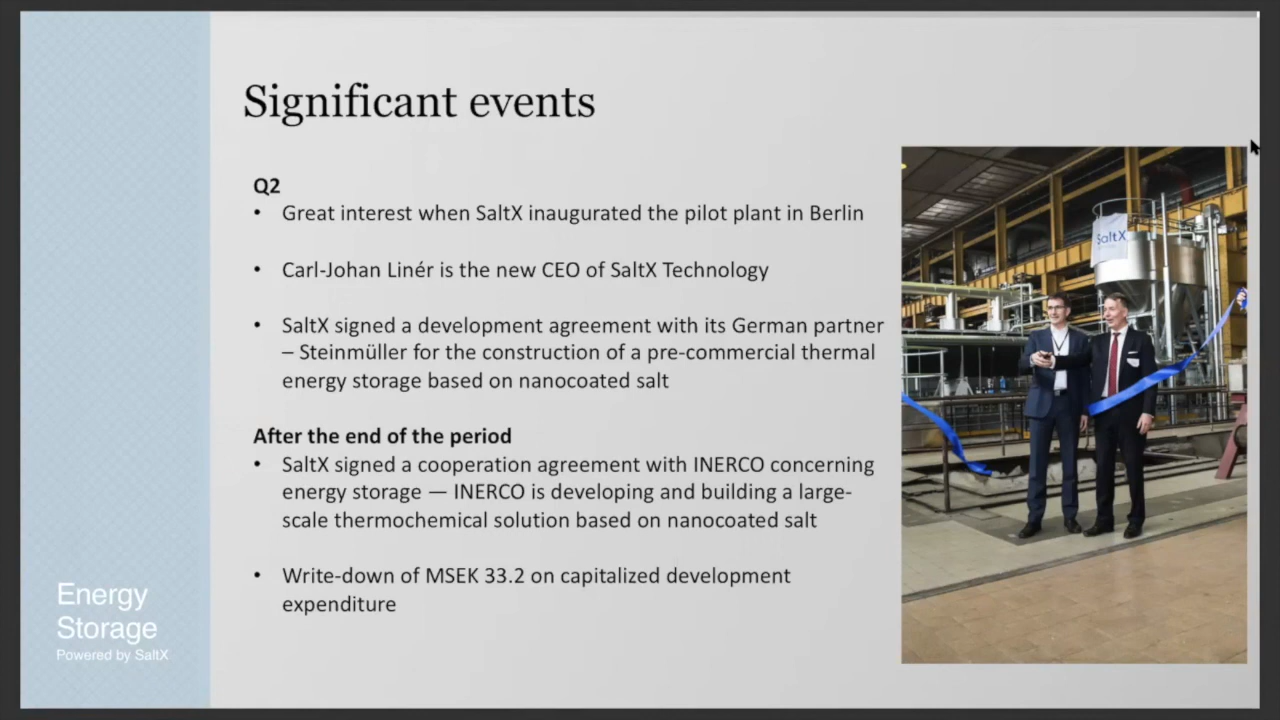 Significant events
Q2
• Great interest when SaltX inaugurated the pilot plant in Berlin
• Carl-Johan Linér is the new CEO of SaltX Technology
• SaltX signed a development agreement with its German partner
– Steinmüller for the construction of a pre-commercial thermal
energy storage based on nanocoated salt
After the end of the period
• SaltX signed a cooperation agreement with INERCO concerning
energy storage — INERCO is developing and building a large-
scale thermochemical solution based on nanocoated salt
• Write-down of MSEK 33.2 on capitalized development
expenditure
SaltX
Energy
Storage
Powered by SaltX